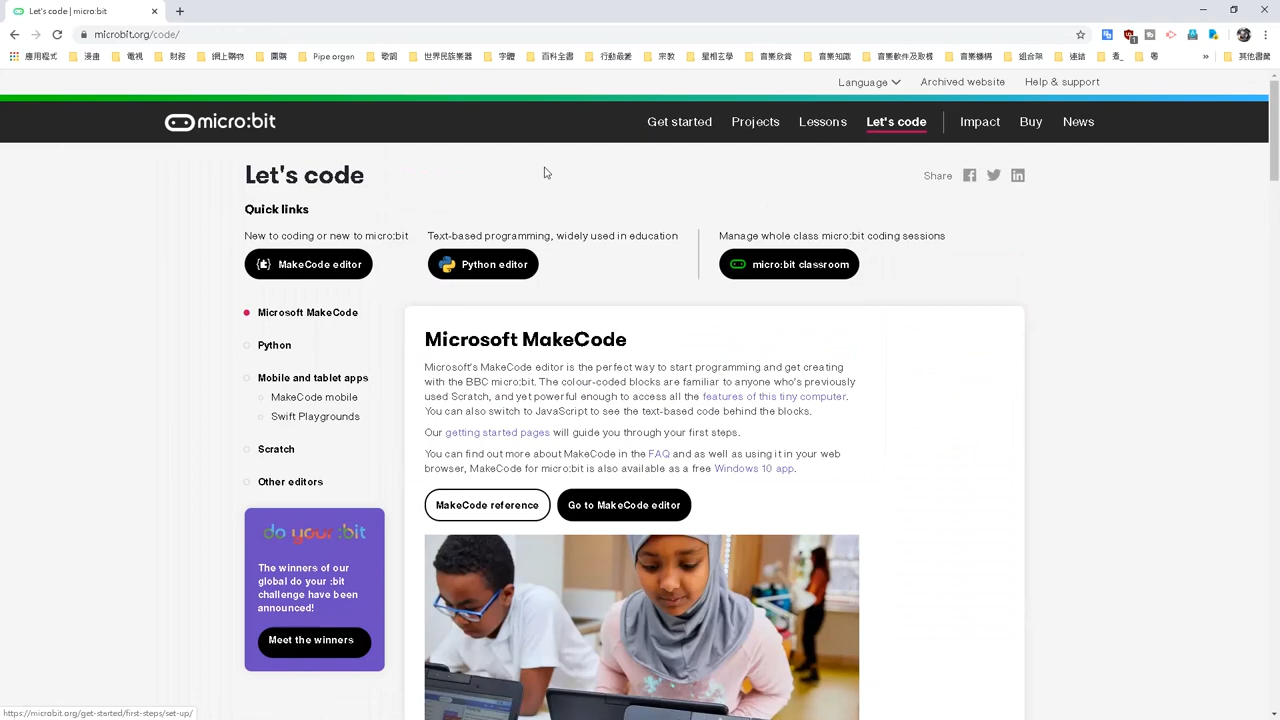 Let's code | micro:bit
microbit.org/code/
應用程式 漫畫 電視 財務 網上購物 團購 Pipe organ 歌詞 世界民族樂器 字體 百科全書 行動最愛 宗教 星相玄學 音樂欣賞 音樂知識 音樂軟件及取樣 音樂機構 組合架 連結 煮_ 粵 » 其他書籤
Language Archived website Help & support
micro:bit Get started Projects Lessons Let's code Impact Buy News
Let's code
Share
Quick links
New to coding or new to micro:bit Text-based programming, widely used in education Manage whole class micro:bit coding sessions
MakeCode editor Python editor micro:bit classroom
Microsoft MakeCode
Python
Mobile and tablet apps
MakeCode mobile
Swift Playgrounds
Scratch
Other editors
do your :bit
The winners of our
global do your :bit
challenge have been
announced!
Meet the winners
Microsoft MakeCode
Microsoft's MakeCode editor is the perfect way to start programming and get creating
with the BBC micro:bit. The colour-coded blocks are familiar to anyone who's previously
used Scratch, and yet powerful enough to access all the features of this tiny computer.
You can also switch to JavaScript to see the text-based code behind the blocks.
Our getting started pages will guide you through your first steps.
You can find out more about MakeCode in the FAQ and as well as using it in your web
browser, MakeCode for micro:bit is also available as a free Windows 10 app.
MakeCode reference Go to MakeCode editor
https://microbit.org/get-started/first-steps/set-up/